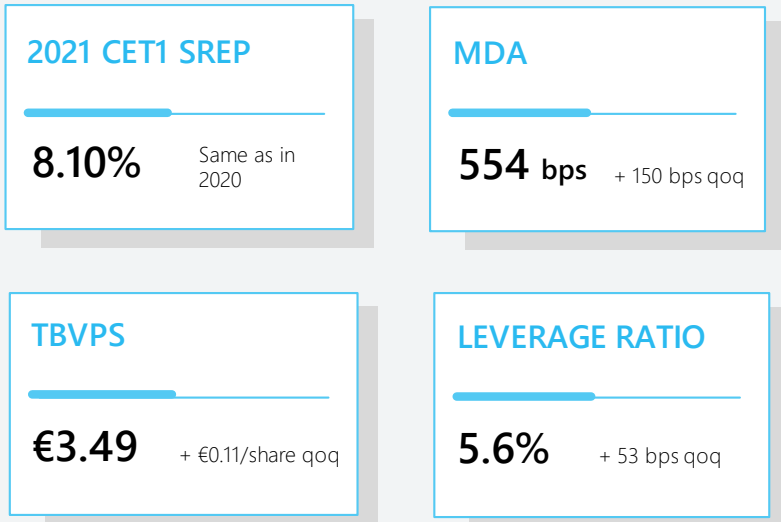 2021 CET1 SREP
8.10%
Same as in
2020
MDA
554 bps
+ 150 bps qoq
TBVPS
€3.49
+ €0.11/share qoq
LEVERAGE RATIO
5.6%
+ 53 bps qoq